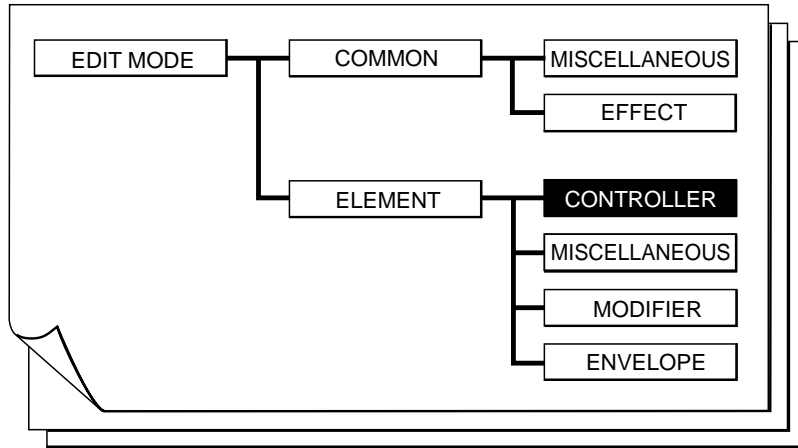 EDIT MODE
COMMON
MISCELLANEOUS
EFFECT
ELEMENT
CONTROLLER
MISCELLANEOUS
MODIFIER
ENVELOPE